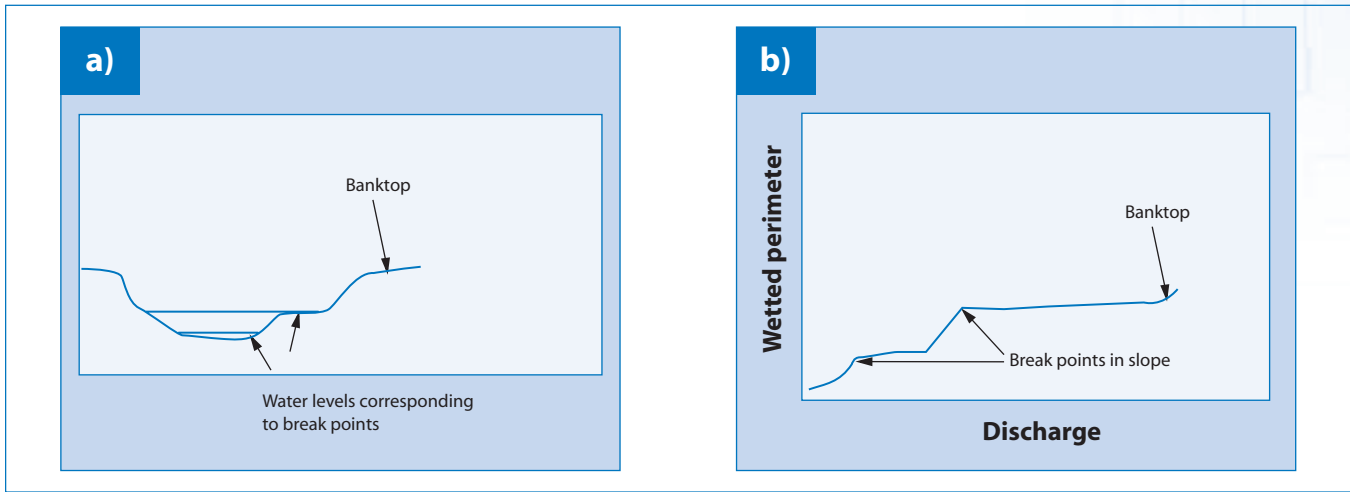 a)
Banktop
Water levels corresponding
to break points
b)
Wetted perimeter
Banktop
Break points in slope
Discharge